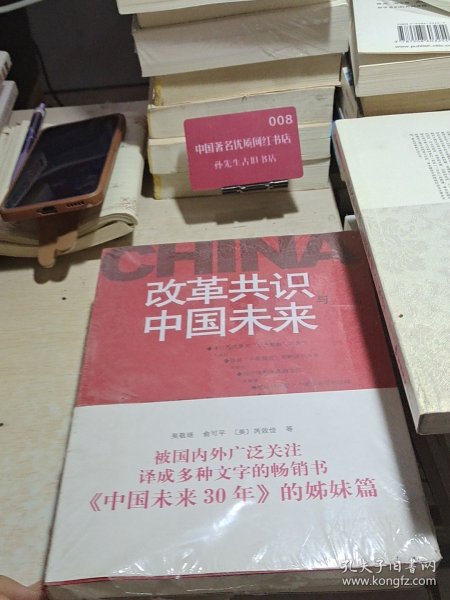 008
中国著名优质网红书店
孙先生古旧书店
CHINA
改革共识与
中国未来
吴敬琏 俞可平 〔美〕芮效俭 等
被国内外广泛关注
译成多种文字的畅销书
《中国未来30年》的姊妹篇
孔夫子旧书网
www.kongfz.com